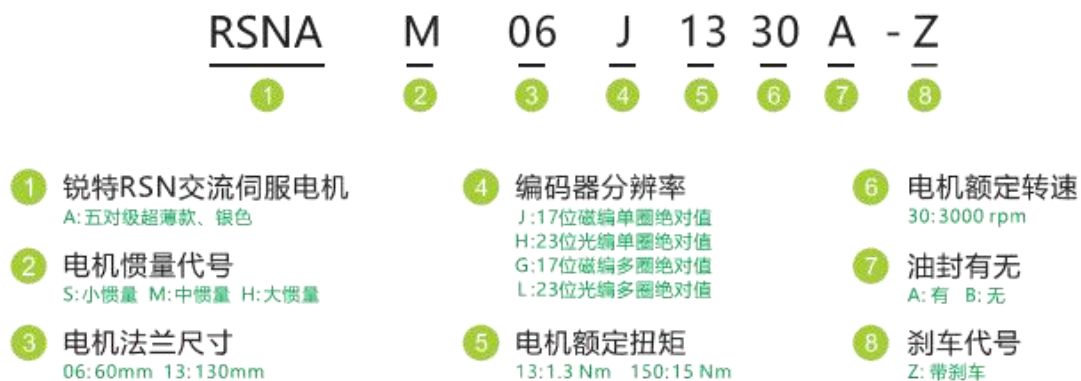 RSNA M 06 J 13 30 A - Z
1 2 3 4 5 6 7 8
1 锐特RSN交流伺服电机
A:五对级超薄款、银色
2 电机惯量代号
S:小惯量 M:中惯量 H:大惯量
3 电机法兰尺寸
06:60mm 13:130mm
4 编码器分辨率
J:17位磁编单圈绝对值
H:23位光编单圈绝对值
G:17位磁编多圈绝对值
L:23位光编多圈绝对值
5 电机额定扭矩
13:1.3 Nm 150:15 Nm
6 电机额定转速
30:3000 rpm
7 油封有无
A:有 B:无
8 刹车代号
Z:带刹车